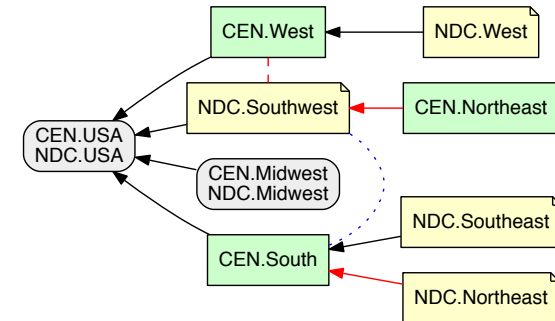 CEN.West
NDC.West
NDC.Southwest
CEN.Northeast
CEN.USA
NDC.USA
CEN.Midwest
NDC.Midwest
NDC.Southeast
CEN.South
NDC.Northeast